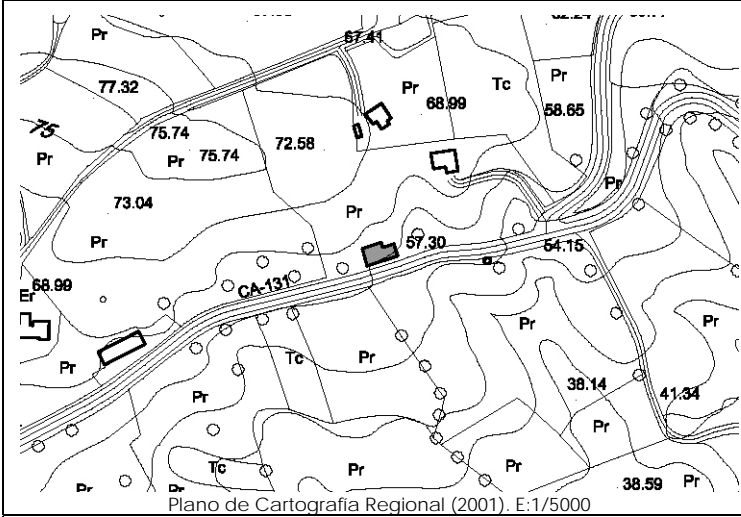 67.41
Pr
Pr
77.32
Pr
68.99
Tc
58.65
75
75.74
72.58
Pr
Pr
75.74
Pr
73.04
Pr
Pr
57.30
54.15
68.99
CA-131
Er
Pr
Pr
Tc
Pr
38.14
41.34
Pr
Pr
Pr
Tc
Pr
Pr
38.59
Pr
Pr
Pr
Plano de Cartografía Regional (2001). E:1/5000